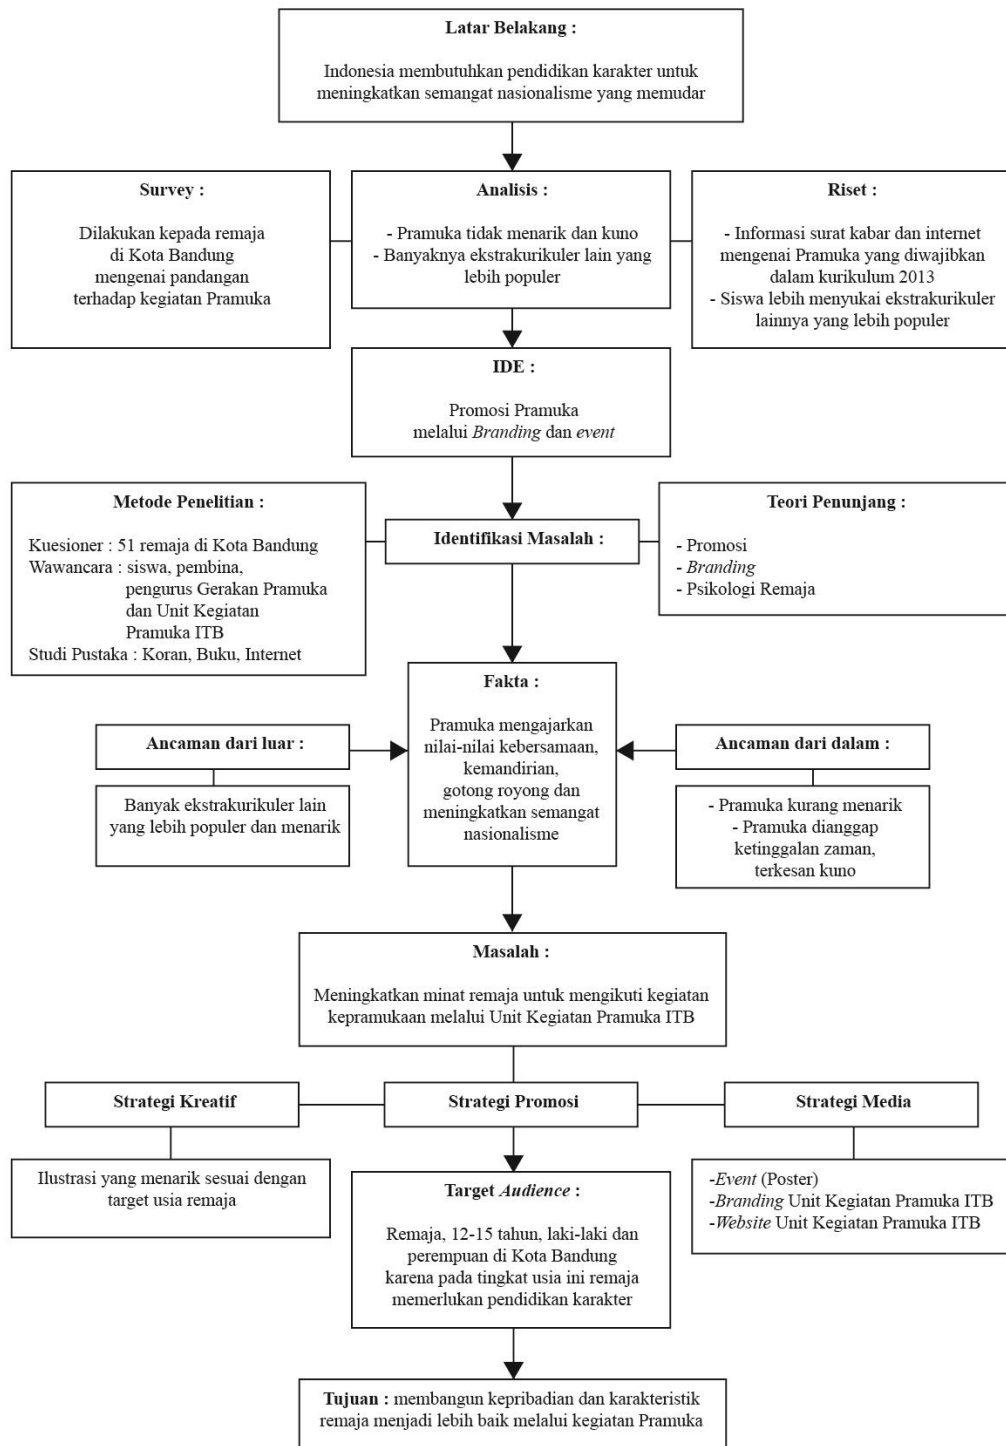 Latar Belakang :
Indonesia membutuhkan pendidikan karakter untuk
meningkatkan semangat nasionalisme yang memudar
Survey :
Dilakukan kepada remaja
di Kota Bandung
mengenai pandangan
terhadap kegiatan Pramuka
Analisis :
- Pramuka tidak menarik dan kuno
- Banyaknya ekstrakurikuler lain yang
lebih populer
Riset :
- Informasi surat kabar dan internet
mengenai Pramuka yang diwajibkan
dalam kurikulum 2013
- Siswa lebih menyukai ekstrakurikuler
lainnya yang lebih populer
IDE :
Promosi Pramuka
melalui Branding dan event
Metode Penelitian :
Kuesioner : 51 remaja di Kota Bandung
Wawancara : siswa, pembina,
pengurus Gerakan Pramuka
dan Unit Kegiatan
Pramuka ITB
Studi Pustaka : Koran, Buku, Internet
Identifikasi Masalah :
Teori Penunjang :
- Promosi
- Branding
- Psikologi Remaja
Fakta :
Pramuka mengajarkan
nilai-nilai kebersamaan,
kemandirian,
gotong royong dan
meningkatkan semangat
nasionalisme
Ancaman dari luar :
Banyak ekstrakurikuler lain
yang lebih populer dan menarik
Ancaman dari dalam :
- Pramuka kurang menarik
- Pramuka dianggap
ketinggalan zaman,
terkesan kuno
Masalah :
Meningkatkan minat remaja untuk mengikuti kegiatan
kepramukaan melalui Unit Kegiatan Pramuka ITB
Strategi Kreatif
Strategi Promosi
Strategi Media
Ilustrasi yang menarik sesuai dengan
target usia remaja
Target Audience :
Remaja, 12-15 tahun, laki-laki dan
perempuan di Kota Bandung
karena pada tingkat usia ini remaja
memerlukan pendidikan karakter
-Event (Poster)
-Branding Unit Kegiatan Pramuka ITB
-Website Unit Kegiatan Pramuka ITB
Tujuan : membangun kepribadian dan karakteristik
remaja menjadi lebih baik melalui kegiatan Pramuka